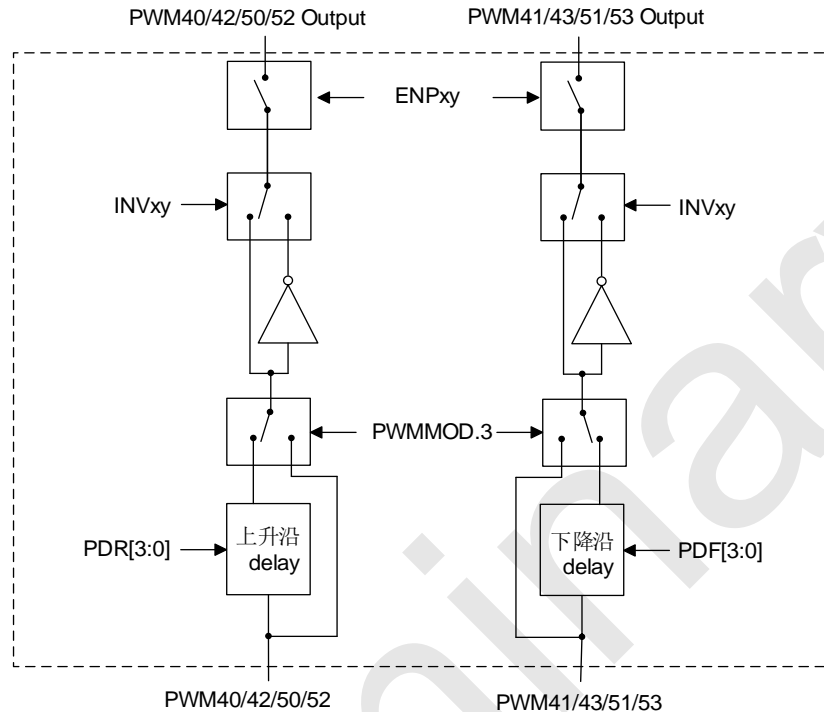 PWM40/42/50/52 Output
PWM41/43/51/53 Output
ENPxy
INVxy
INVxy
PWMMOD.3
PDR[3:0]
上升沿
delay
下降沿
delay
PDF[3:0]
PWM40/42/50/52
PWM41/43/51/53